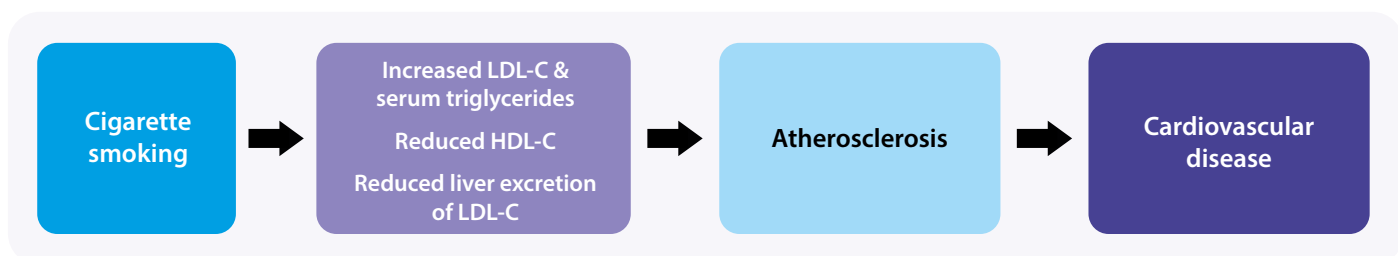 Cigarette
smoking
Increased LDL-C &
serum triglycerides
Reduced HDL-C
Reduced liver excretion
of LDL-C
Atherosclerosis
Cardiovascular
disease